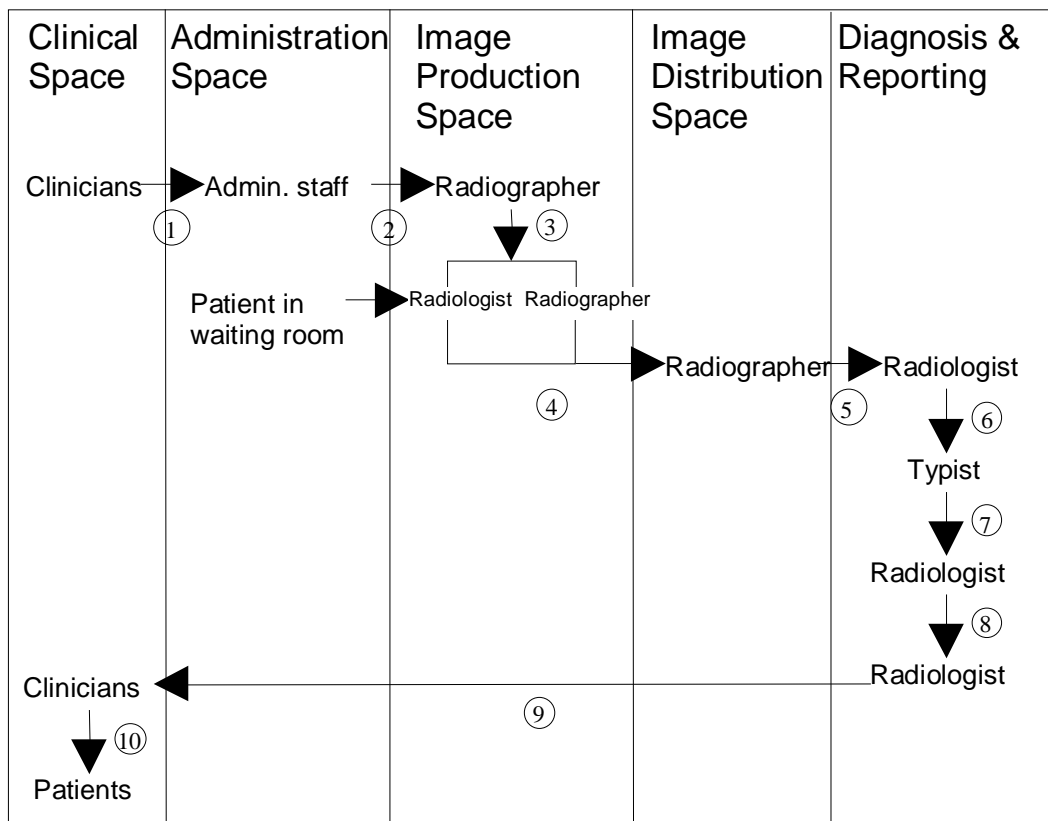 Clinical
Space
Administration
Space
Image
Production
Space
Image
Distribution
Space
Diagnosis &
Reporting
Clinicians
Admin. staff
Radiographer
1
2
3
Patient in
waiting room
Radiologist
Radiographer
Radiographer
Radiologist
4
5
6
Typist
7
Radiologist
8
Radiologist
Clinicians
9
10
Patients